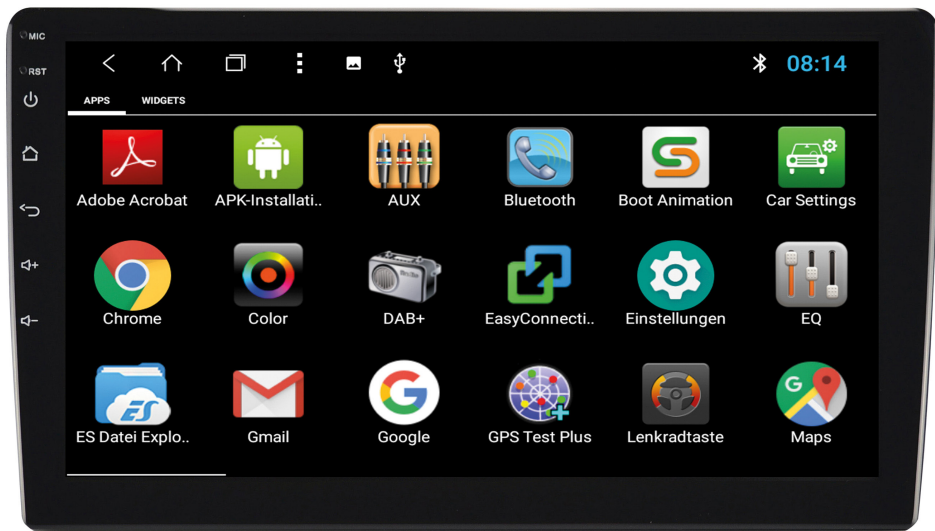 MIC
08:14
RST
APPS WIDGETS
Adobe Acrobat APK-Installati.. AUX Bluetooth Boot Animation Car Settings
Chrome Color DAB+ EasyConnecti.. Einstellungen EQ
ES Datei Explo.. Gmail Google GPS Test Plus Lenkradtaste Maps